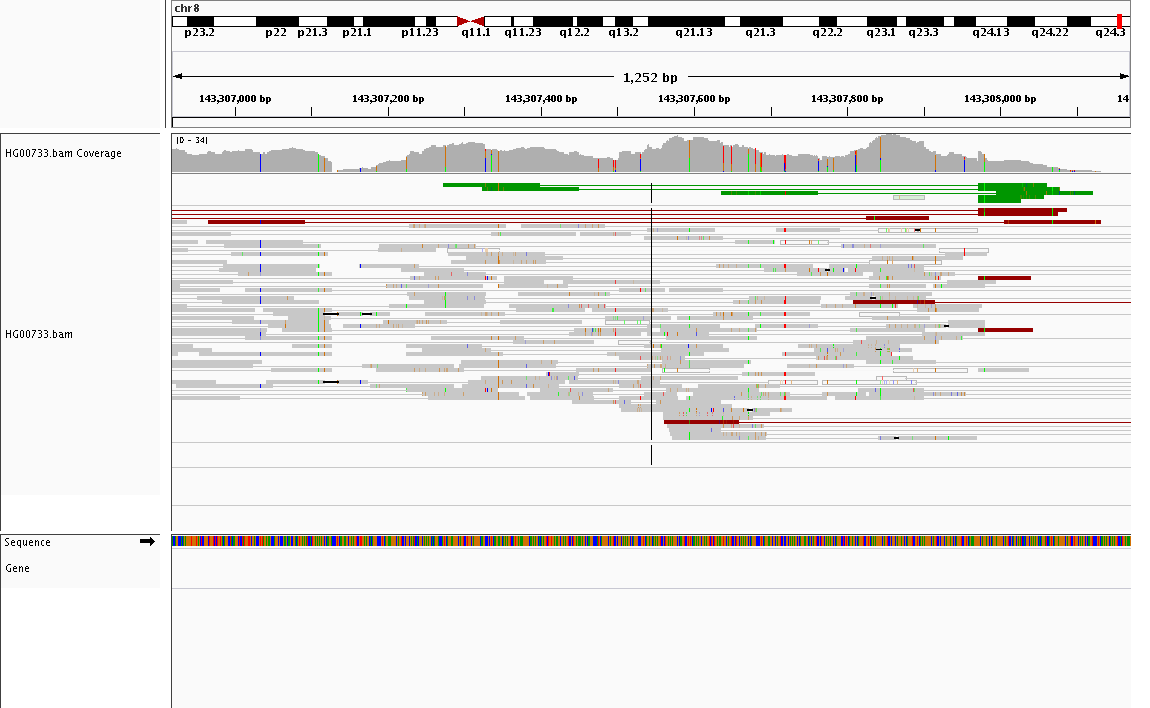 chr8
p23.2 p22 p21.3 p21.1 p11.23 q11.1 q11.23 q12.2 q13.2 q21.13 q21.3 q22.2 q23.1 q23.3 q24.13 q24.22 q24.3
1,252 bp
143,307,000 bp 143,307,200 bp 143,307,400 bp 143,307,600 bp 143,307,800 bp 143,308,000 bp 14
[0 - 34]
HG00733.bam Coverage
HG00733.bam
Sequence
Gene